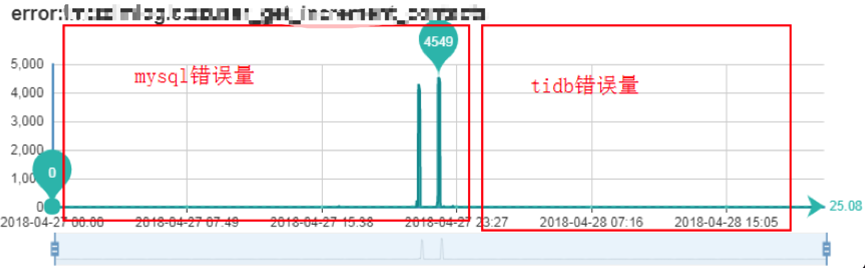 error:
_get_increment_
4549
mysql错误量
tidb错误量
5,000
4,000
3,000
2,000
1,000
0
0
25.08
2018-04-27 00:00 2018-04-27 07:49 2018-04-27 15:38 2018-04-27 23:27 2018-04-28 07:16 2018-04-28 15:05